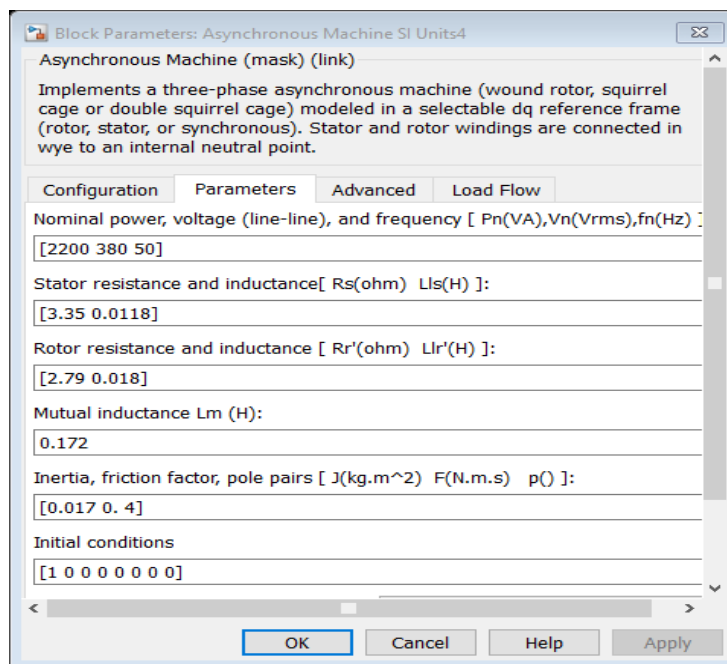 Block Parameters: Asynchronous Machine SI Units4
Asynchronous Machine (mask) (link)
Implements a three-phase asynchronous machine (wound rotor, squirrel
cage or double squirrel cage) modeled in a selectable dq reference frame
(rotor, stator, or synchronous). Stator and rotor windings are connected in
wye to an internal neutral point.
Configuration Parameters Advanced Load Flow
Nominal power, voltage (line-line), and frequency [ Pn(VA),Vn(Vrms),fn(Hz) ]
[2200 380 50]
Stator resistance and inductance[ Rs(ohm) Lls(H) ]:
[3.35 0.0118]
Rotor resistance and inductance [ Rr'(ohm) Llr'(H) ]:
[2.79 0.018]
Mutual inductance Lm (H):
0.172
Inertia, friction factor, pole pairs [ J(kg.m^2) F(N.m.s) p() ]:
[0.017 0. 4]
Initial conditions
[1 0 0 0 0 0 0 0]
OK Cancel Help Apply